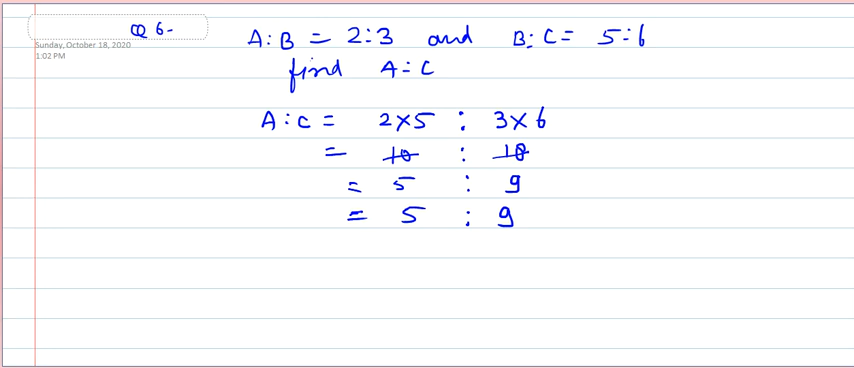 Q 6-
Sunday, October 18, 2020
1:02 PM
A:B = 2:3 and B:C = 5:6
find A:C
A:C = 2×5 : 3×6
= 10 : 18
= 5 : 9
= 5 : 9